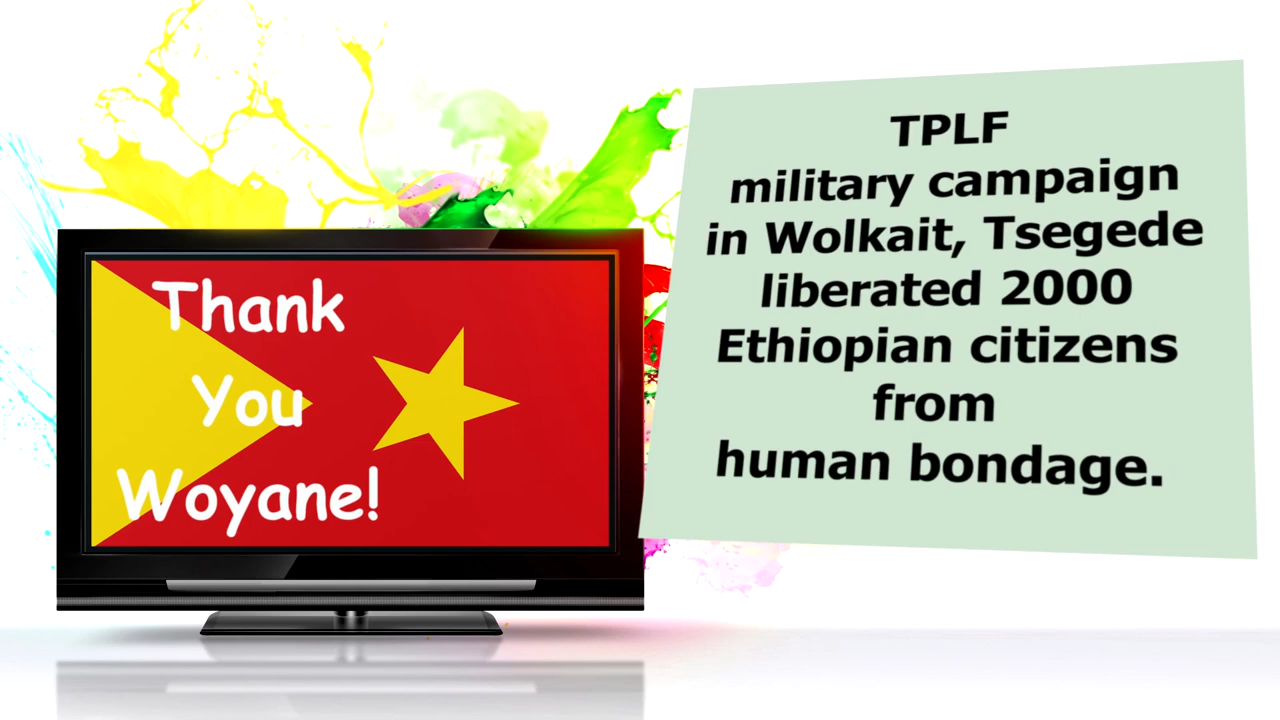 Thank
You
Woyane!
TPLF
military campaign
in Wolkait, Tsegede
liberated 2000
Ethiopian citizens
from
human bondage.